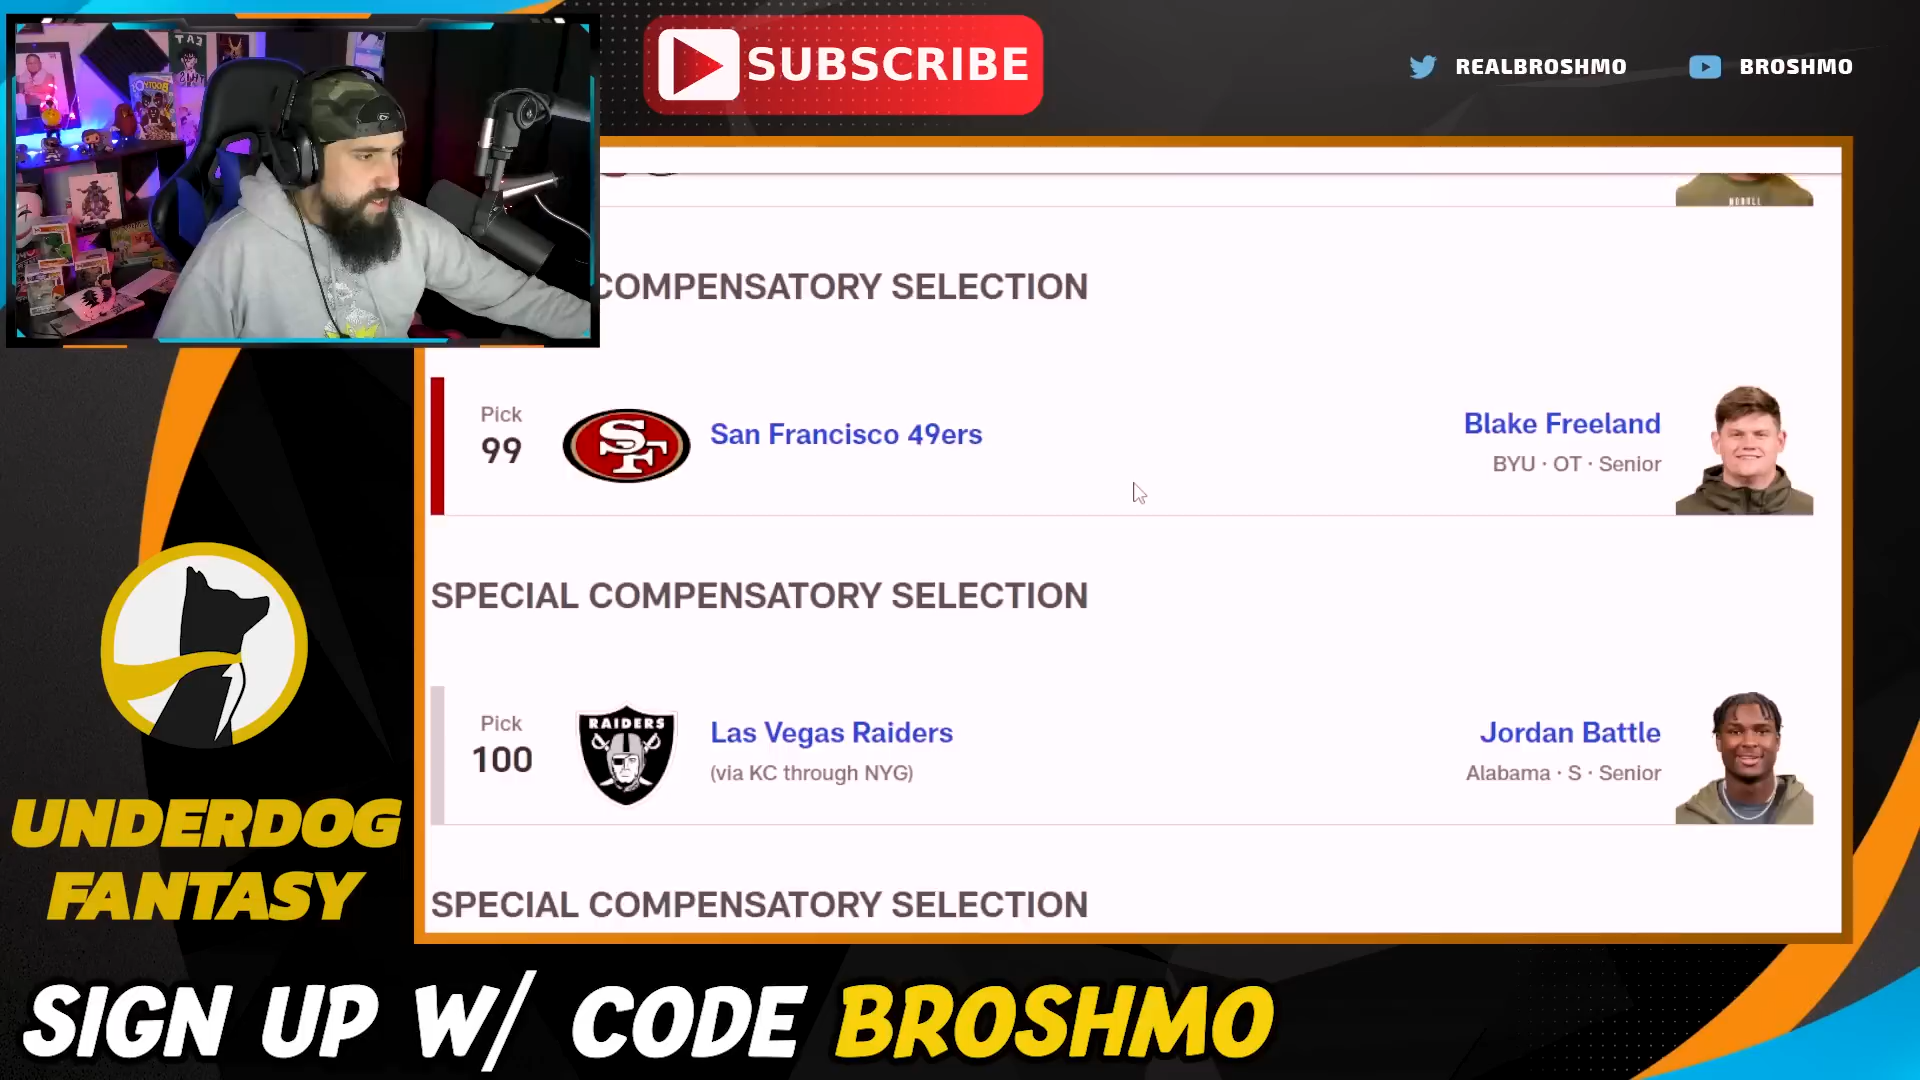 SUBSCRIBE
REALBROSHMO
BROSHMO
COMPENSATORY SELECTION
Pick
99
SF
San Francisco 49ers
Blake Freeland
BYU · OT · Senior
SPECIAL COMPENSATORY SELECTION
Pick
100
RAIDERS
Las Vegas Raiders
(via KC through NYG)
Jordan Battle
Alabama · S · Senior
SPECIAL COMPENSATORY SELECTION
UNDERDOG
FANTASY
SIGN UP W/ CODE BROSHMO